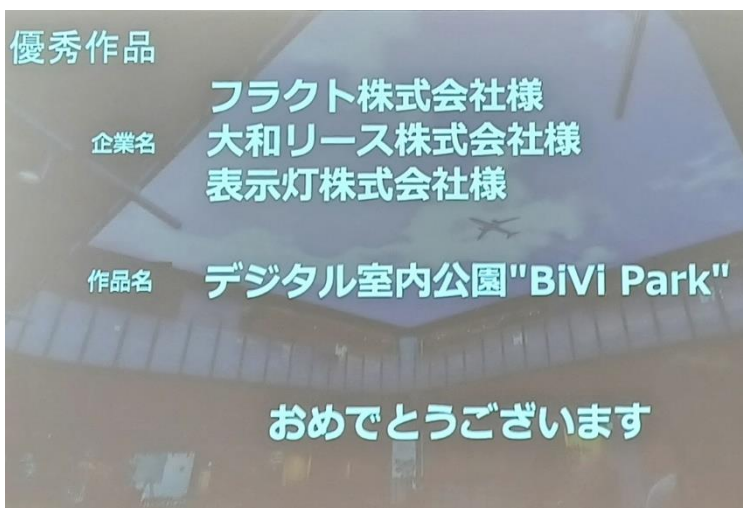 優秀作品
フラクト株式会社様
企業名 大和リース株式会社様
表示灯株式会社様
作品名 デジタル室内公園"BiVi Park"
おめでとうございます